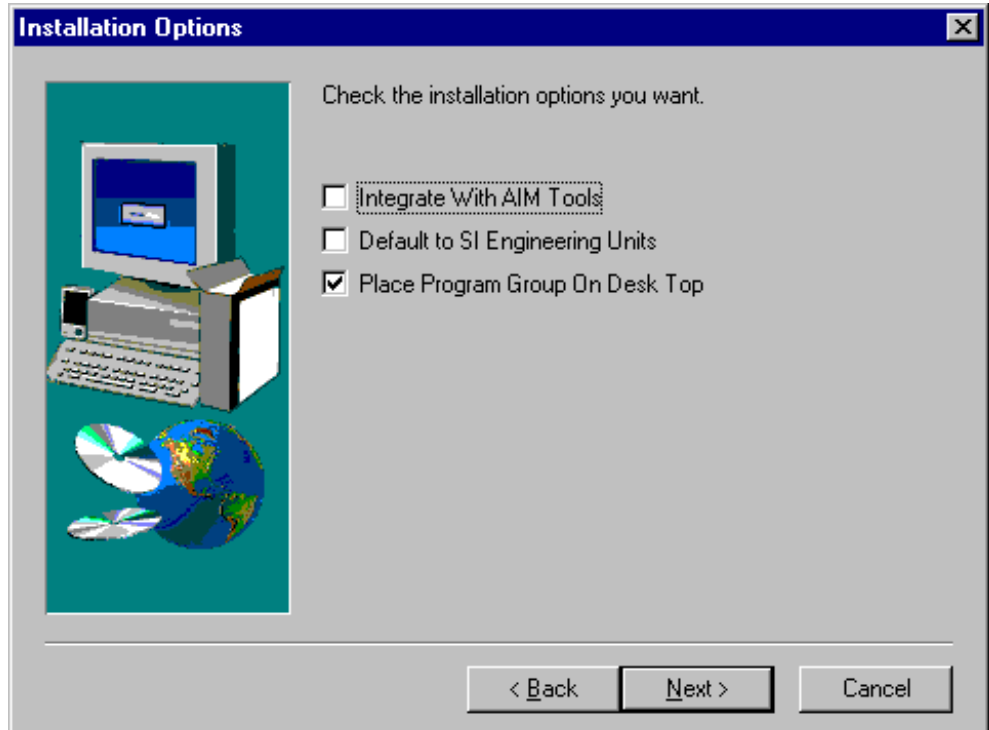 Installation Options
Check the installation options you want.
Integrate With AIM Tools
Default to SI Engineering Units
Place Program Group On Desk Top
< Back
Next >
Cancel